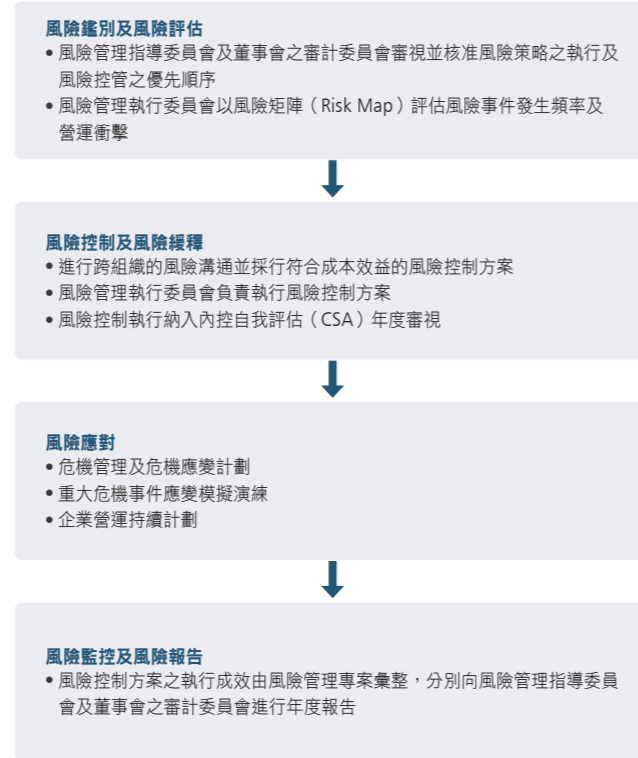 風險鑑別及風險評估
• 風險管理指導委員會及董事會之審計委員會審視並核准風險策略之執行及
風險控管之優先順序
• 風險管理執行委員會以風險矩陣（Risk Map）評估風險事件發生頻率及
營運衝擊
風險控制及風險緩釋
• 進行跨組織的風險溝通並採行符合成本效益的風險控制方案
• 風險管理執行委員會負責執行風險控制方案
• 風險控制執行納入內控自我評估（CSA）年度審視
風險應對
• 危機管理及危機應變計劃
• 重大危機事件應變模擬演練
• 企業營運持續計劃
風險監控及風險報告
• 風險控制方案之執行成效由風險管理專案彙整，分別向風險管理指導委員
會及董事會之審計委員會進行年度報告